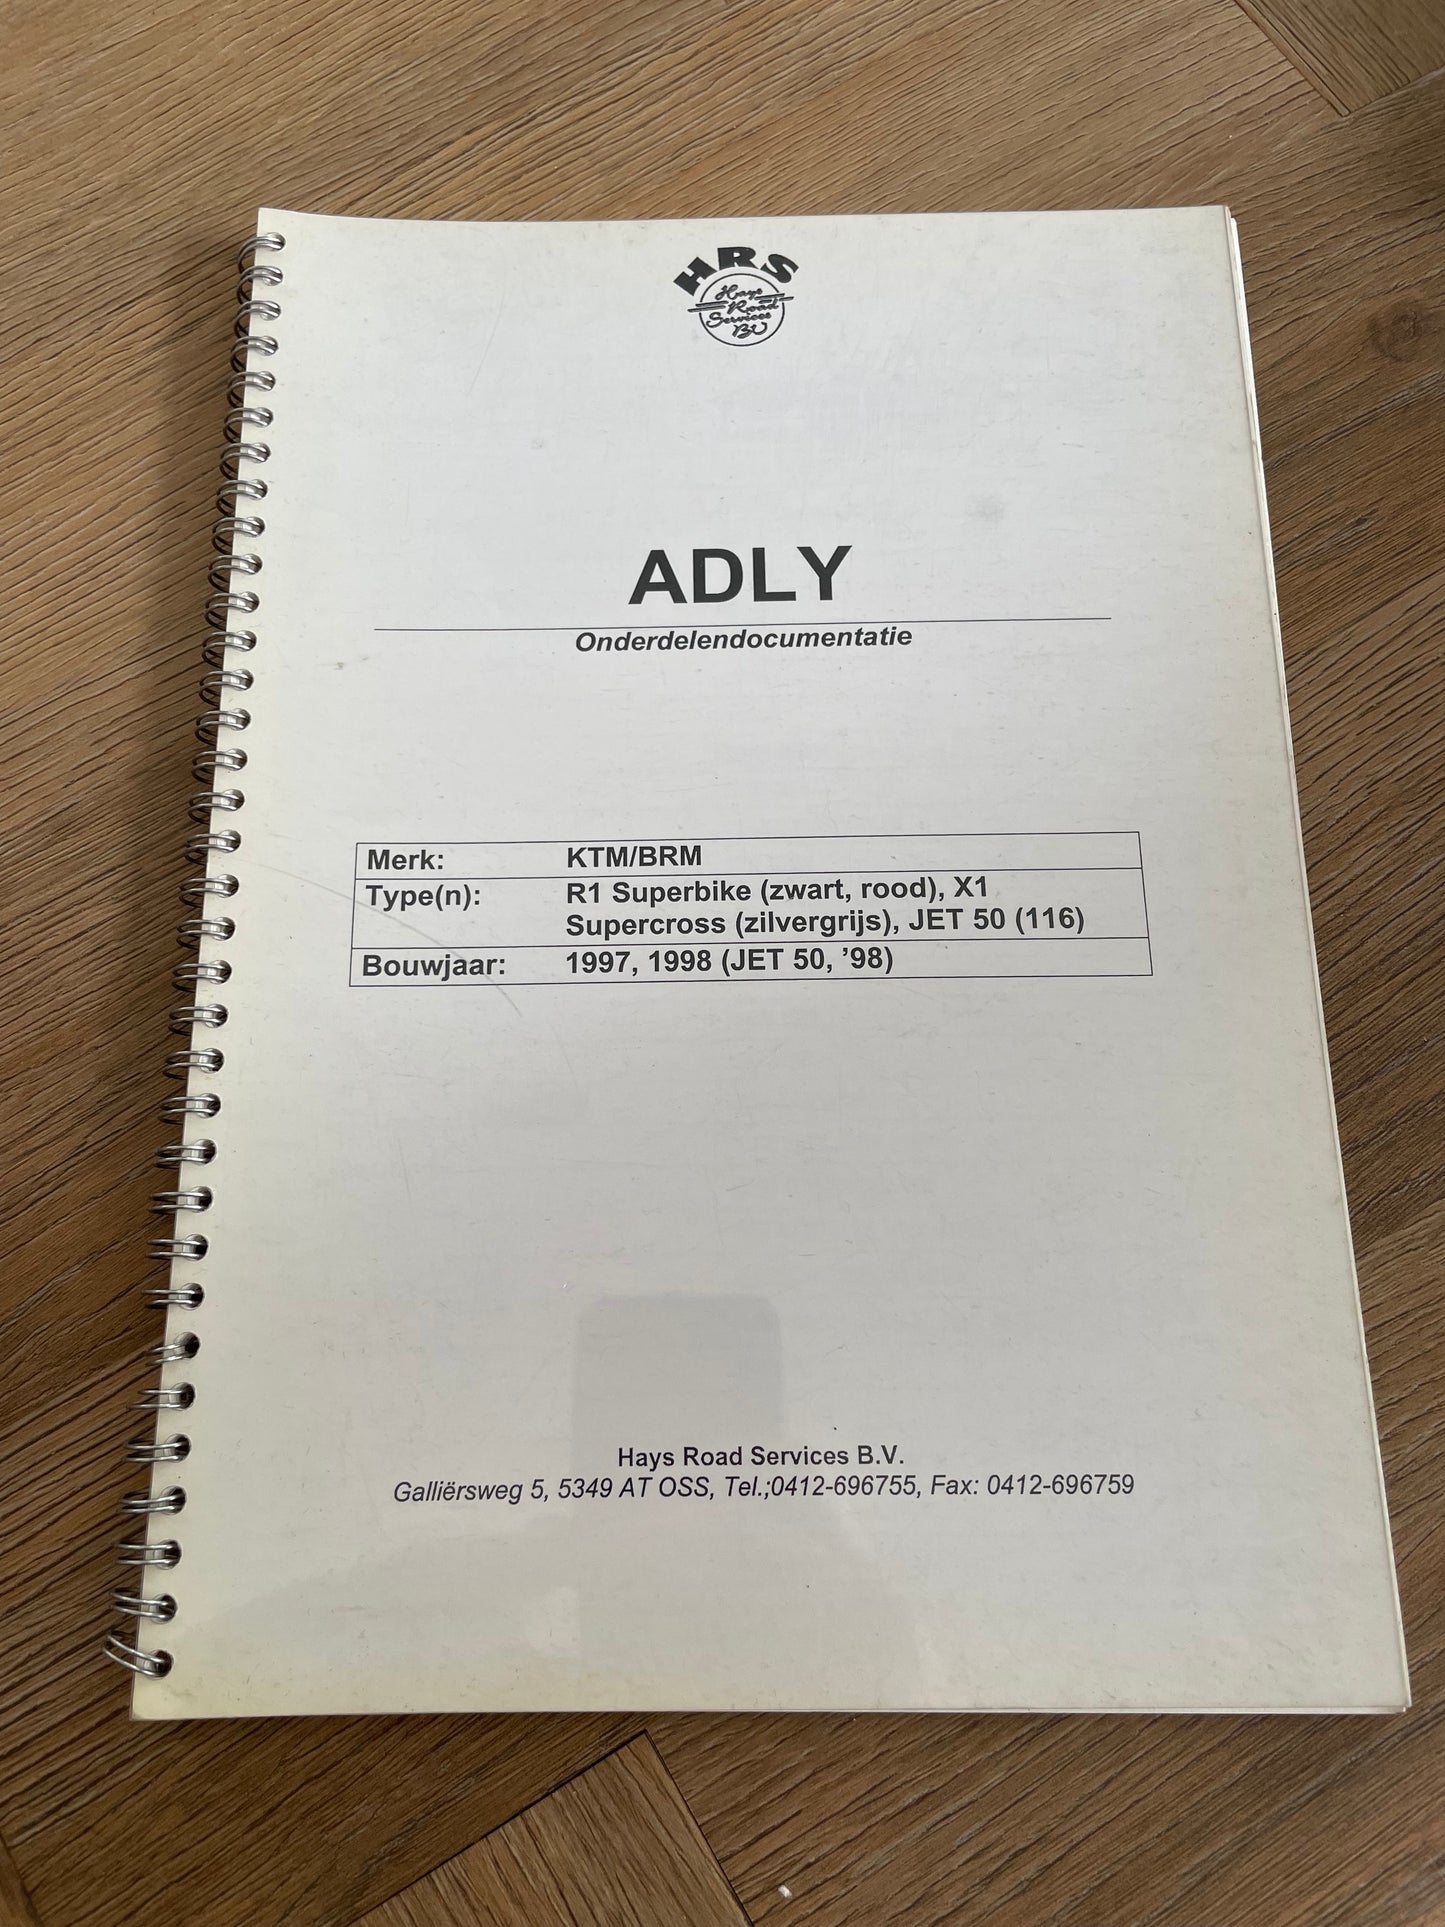 HRS
Hays
Road
Services
BV
ADLY
Onderdelendocumentatie
Merk: KTM/BRM
Type(n): R1 Superbike (zwart, rood), X1
Supercross (zilvergrijs), JET 50 (116)
Bouwjaar: 1997, 1998 (JET 50, ’98)
Hays Road Services B.V.
Galliërsweg 5, 5349 AT OSS, Tel.;0412-696755, Fax: 0412-696759